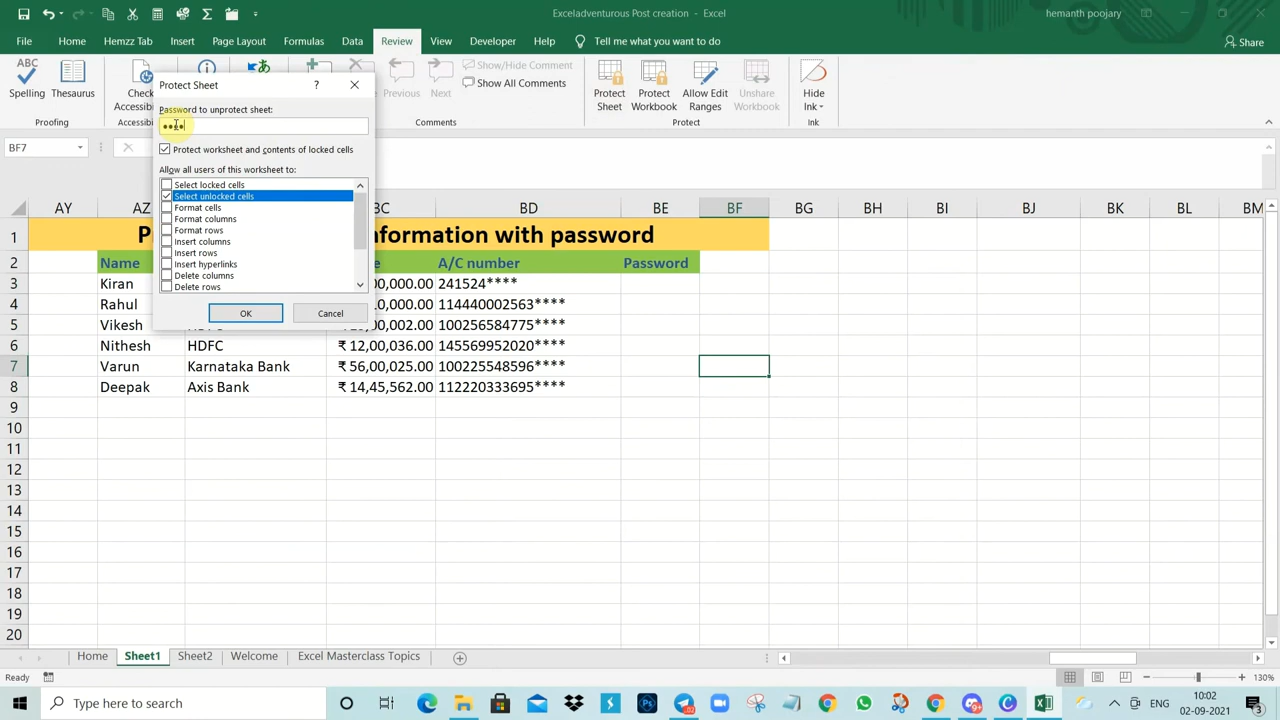 Exceladventurous Post creation - Excel
hemanth poojary
File Home Hemzz Tab Insert Page Layout Formulas Data Review View Developer Help Tell me what you want to do Share
ABC
Spelling Thesaurus
Proofing
Check
Accessibi
Accessibi
Previous Next
Show/Hide Comment
Show All Comments
Comments
Protect Sheet
Protect Workbook
Allow Edit Ranges
Unshare Workbook
Protect
Hide Ink
Ink
Protect Sheet ?
Password to unprotect sheet:
Protect worksheet and contents of locked cells
Allow all users of this worksheet to:
Select locked cells
Select unlocked cells
Format cells
Format columns
Format rows
Insert columns
Insert rows
Insert hyperlinks
Delete columns
Delete rows
OK Cancel
BF7
AY AZ BC BD BE BF BG BH BI BJ BK BL BM
1 P nformation with password
2 Name e A/C number Password
3 Kiran 00,000.00 241524****
4 Rahul 0,000.00 114440002563****
5 Vikesh HDFC 00,002.00 100256584775****
6 Nithesh HDFC ₹ 12,00,036.00 145569952020****
7 Varun Karnataka Bank ₹ 56,00,025.00 100225548596****
8 Deepak Axis Bank ₹ 14,45,562.00 112220333695****
9
10
11
12
13
14
15
16
17
18
19
20
Home Sheet1 Sheet2 Welcome Excel Masterclass Topics
Ready 130%
Type here to search
ENG
10:02
02-09-2021
3